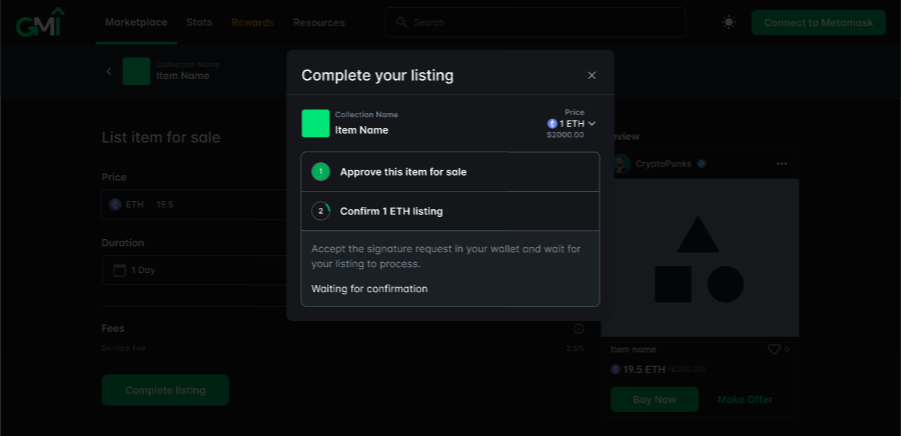 GMI
Marketplace
Stats
Rewards
Resources
Search
Connect to Metamask
Collection Name
Item Name
Complete your listing
Collection Name
Item Name
Price
1 ETH
$2000.00
1
Approve this item for sale
2
Confirm 1 ETH listing
Accept the signature request in your wallet and wait for
your listing to process.
Waiting for confirmation
List item for sale
Price
ETH 19.5
Duration
1 Day
Fees
Service Fee
2.5%
Complete listing
CryptoPunks
Item name
0
19.5 ETH ($200.00)
Buy Now
Make Offer